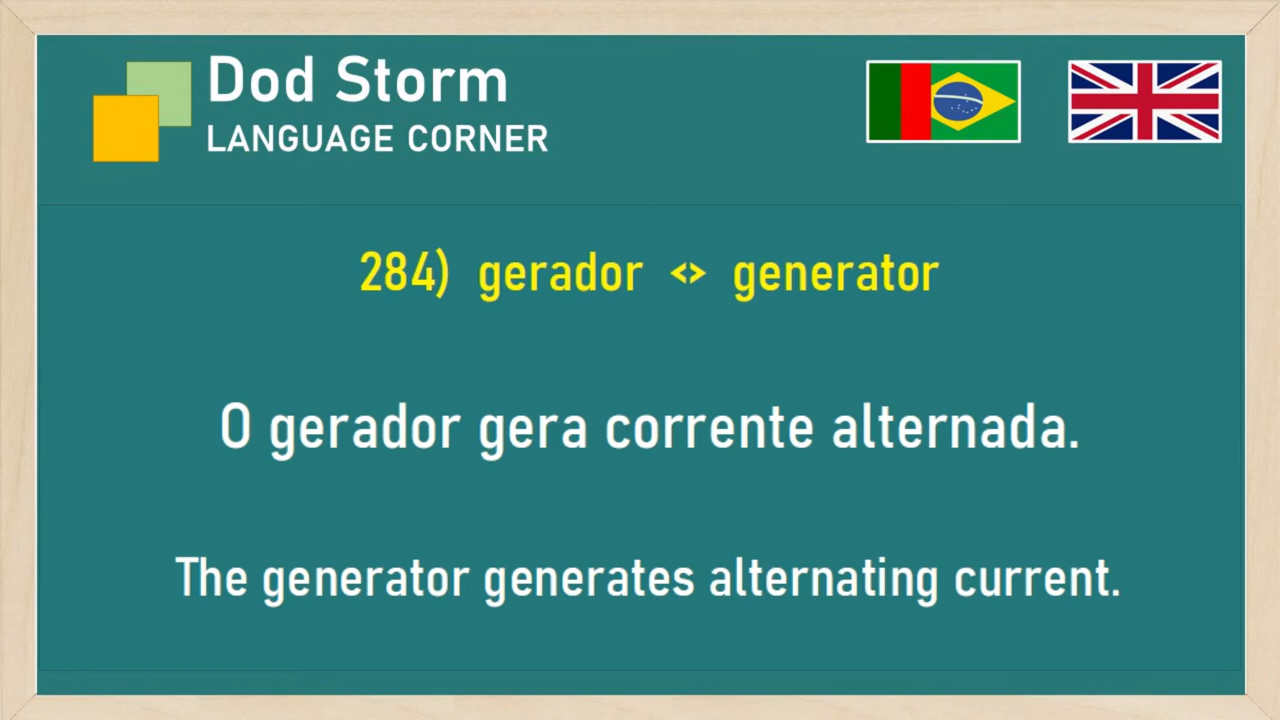 Dod Storm
LANGUAGE CORNER
284) gerador <> generator
O gerador gera corrente alternada.
The generator generates alternating current.